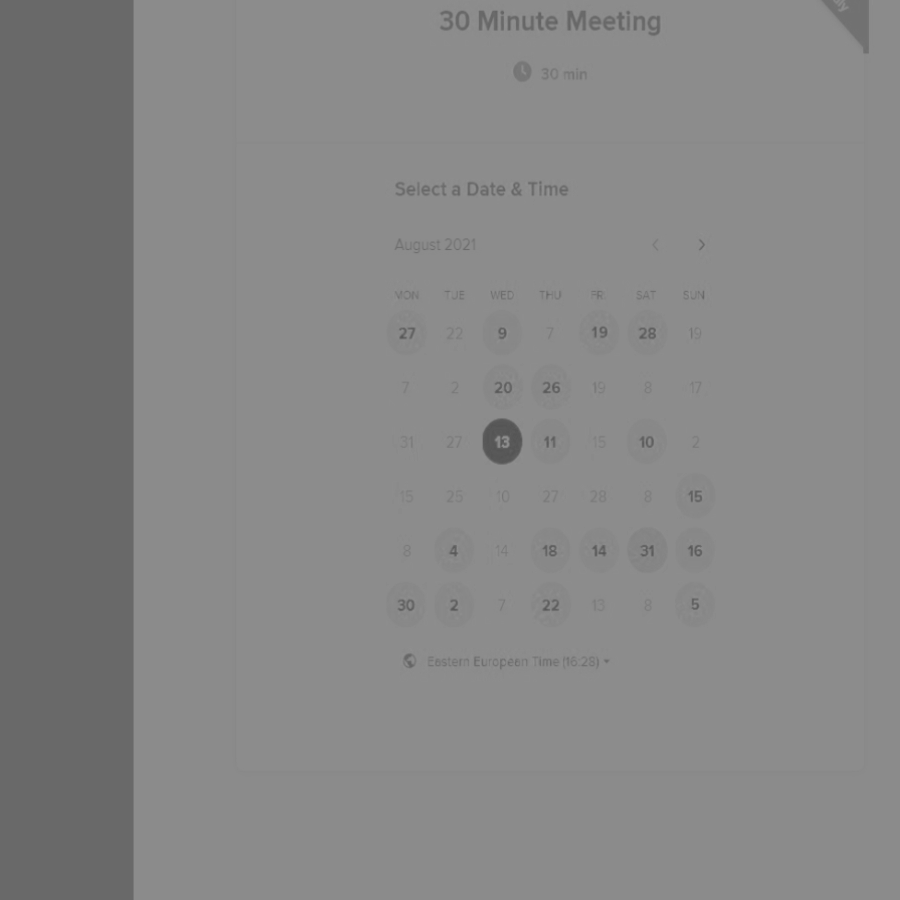 30 Minute Meeting
30 min
Select a Date & Time
August 2021
MON TUE WED THU FR SAT SUN
27 22 9 7 19 28 19
7 2 20 26 19 8 17
31 27 13 11 15 10 2
15 25 10 27 28 8 15
8 4 14 18 14 31 16
30 2 7 22 13 8 5
Eastern European Time (16:28)